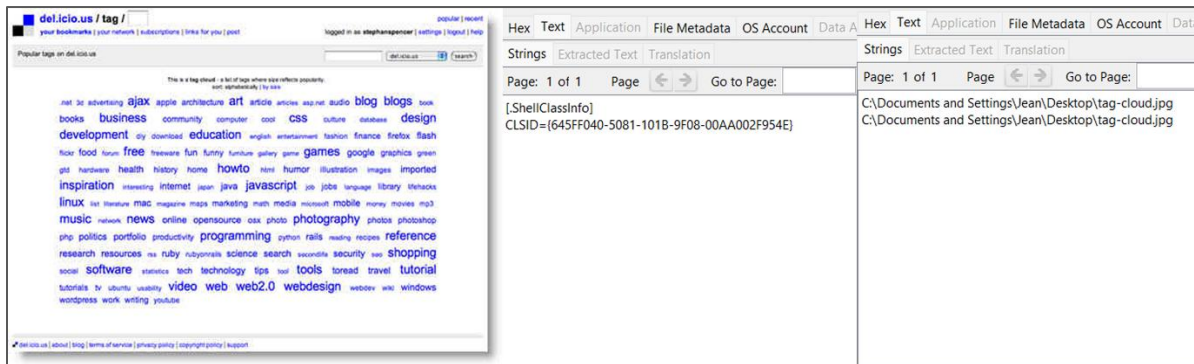 del.icio.us / tag /
popular | recent
your bookmarks | your network | subscriptions | links for you | post
logged in as stephanspencer | settings | logout | help
Popular tags on del.icio.us
del.icio.us
search
This is a tag cloud - a list of tags where size reflects popularity.
sort: alphabetically | by size
.net 3d advertising ajax apple architecture art article articles asp.net audio blog blogs book
books business community computer cool css culture database design
development diy download education english entertainment fashion finance firefox flash
flickr food forum free freeware fun funny furniture gallery game games google graphics green
gtd hardware health history home howto html humor illustration images imported
inspiration interesting internet japan java javascript job jobs language library lifehacks
linux list literature mac magazine maps marketing math media microsoft mobile money movies mp3
music network news online opensource osx photo photography photos photoshop
php politics portfolio productivity programming python rails reading recipes reference
research resources rss ruby rubyonrails science search secondlife security seo shopping
social software statistics tech technology tips tool tools toread travel tutorial
tutorials tv ubuntu usability video web web2.0 webdesign webdev wiki windows
wordpress work writing youtube
del.icio.us | about | blog | terms of service | privacy policy | copyright policy | support
Hex Text Application File Metadata OS Account Data A
Strings Extracted Text Translation
Page: 1 of 1 Page Go to Page:
[.ShellClassInfo]
CLSID={645FF040-5081-101B-9F08-00AA002F954E}
Hex Text Application File Metadata OS Account Dat
Strings Extracted Text Translation
Page: 1 of 1 Page Go to Page:
C:\Documents and Settings\Jean\Desktop\tag-cloud.jpg
C:\Documents and Settings\Jean\Desktop\tag-cloud.jpg